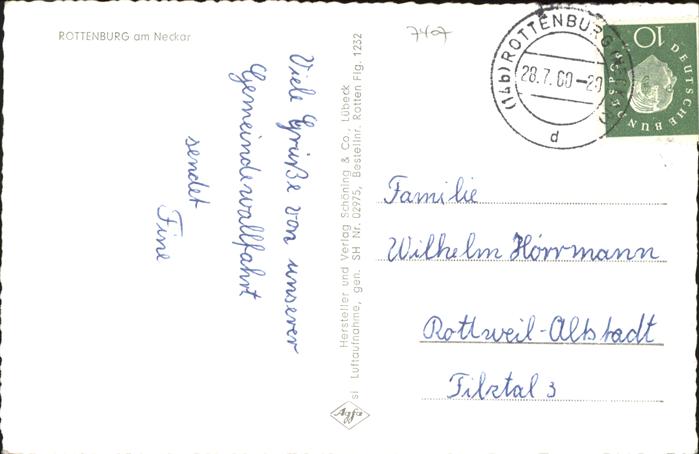 ROTTENBURG am Neckar
Viele Grüße von unserer
Gemeindewallfahrt
sendet
Fine
Hersteller und Verlag Schöning & Co., Lübeck
si Luftaufnahme, gen. SH Nr. 02975, Bestellnr. Rotten Flg. 1232
Agfa
(14b) ROTTENBURG
28.7.60-20
d
10
DEUTSCHE BUNDESPOST
Familie
Wilhelm Hörrmann
Rottweil-Altstadt
Filztal 3